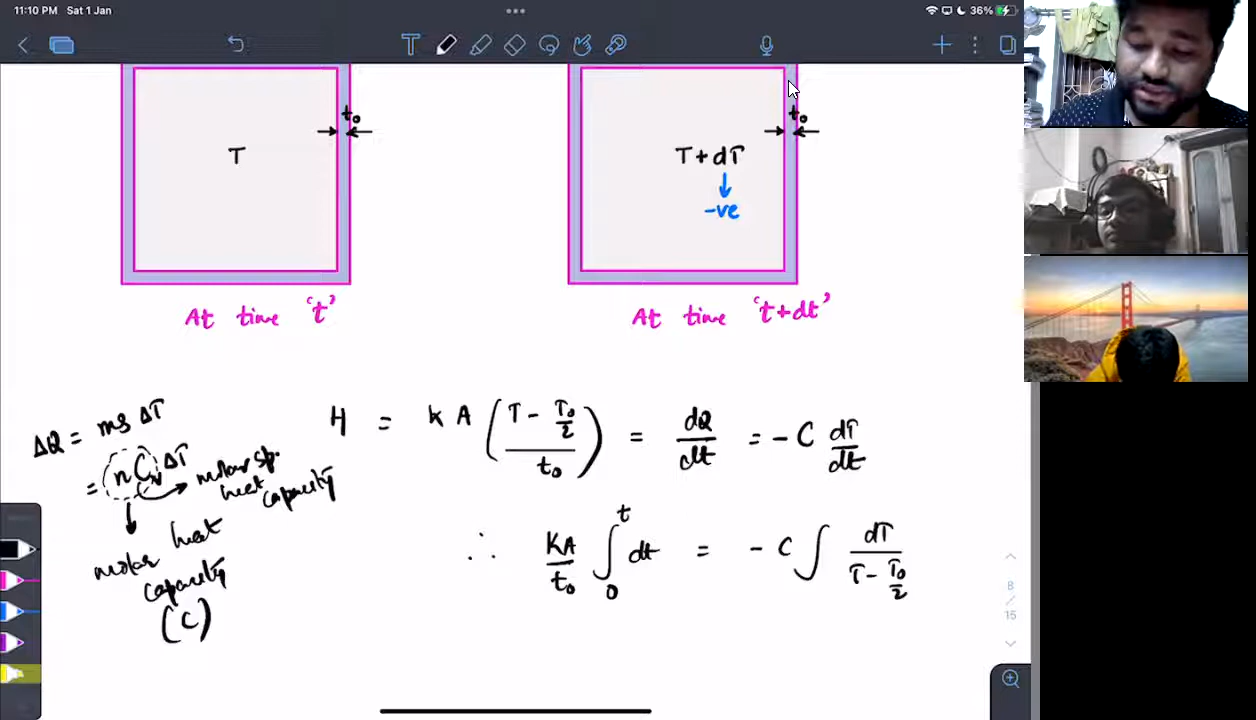 11:10 PM Sat 1 Jan
36%
T
t₀
T
T + dT
-ve
t₀
At time 't'
At time 't+dt'
ΔQ = ms ΔT
= nCᵥ ΔT
molar sp. heat capacity
molar heat capacity
(C)
H = KA ( (T - T₀/2) / t₀ ) = dQ/dt = - C dT/dt
∴ KA/t₀ ∫₀ᵗ dt = - C ∫ dT / (T - T₀/2)
8 / 15